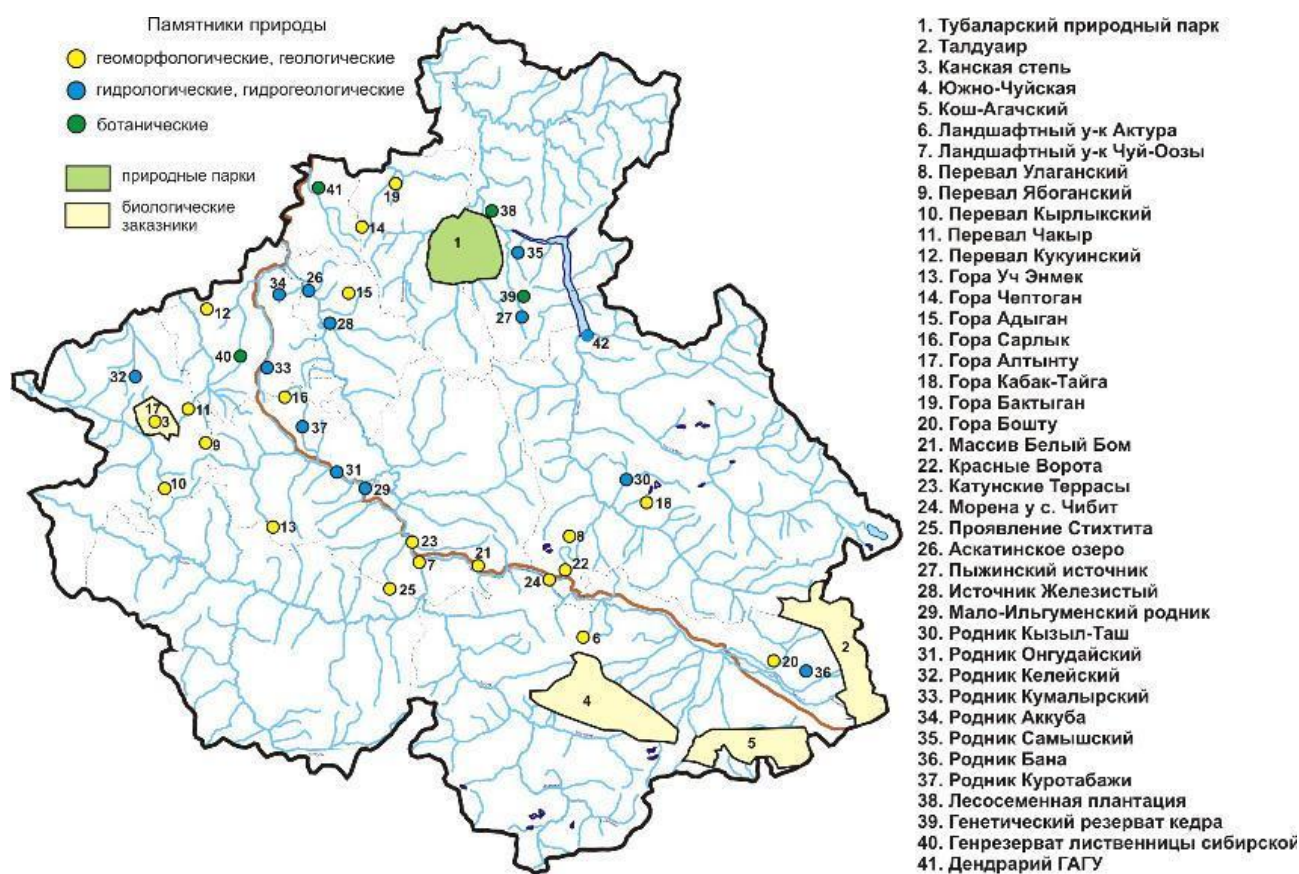 Памятники природы
геоморфологические, геологические
гидрологические, гидрогеологические
ботанические
природные парки
биологические
заказники
1. Тубаларский природный парк
2. Талдуаир
3. Канская степь
4. Южно-Чуйская
5. Кош-Агачский
6. Ландшафтный у-к Актура
7. Ландшафтный у-к Чуй-Оозы
8. Перевал Улаганский
9. Перевал Ябоганский
10. Перевал Кырлыкский
11. Перевал Чакыр
12. Перевал Кукуинский
13. Гора Уч Энмек
14. Гора Чептоган
15. Гора Адыган
16. Гора Сарлык
17. Гора Алтынту
18. Гора Кабак-Тайга
19. Гора Бактыган
20. Гора Бошту
21. Массив Белый Бом
22. Красные Ворота
23. Катунские Террасы
24. Морена у с. Чибит
25. Проявление Стихтита
26. Аскатинское озеро
27. Пыжинский источник
28. Источник Железистый
29. Мало-Ильгуменский родник
30. Родник Кызыл-Таш
31. Родник Онгудайский
32. Родник Келейский
33. Родник Кумалырский
34. Родник Аккуба
35. Родник Самышский
36. Родник Бана
37. Родник Куротабажи
38. Лесосеменная плантация
39. Генетический резерват кедра
40. Генрезерват лиственницы сибирской
41. Дендрарий ГАГУ
41
19
38
14
1
35
26
34
15
39
12
28
27
42
40
33
32
16
17
11
3
37
9
31
30
10
29
18
13
23
8
7
21
22
24
25
6
2
20
36
4
5